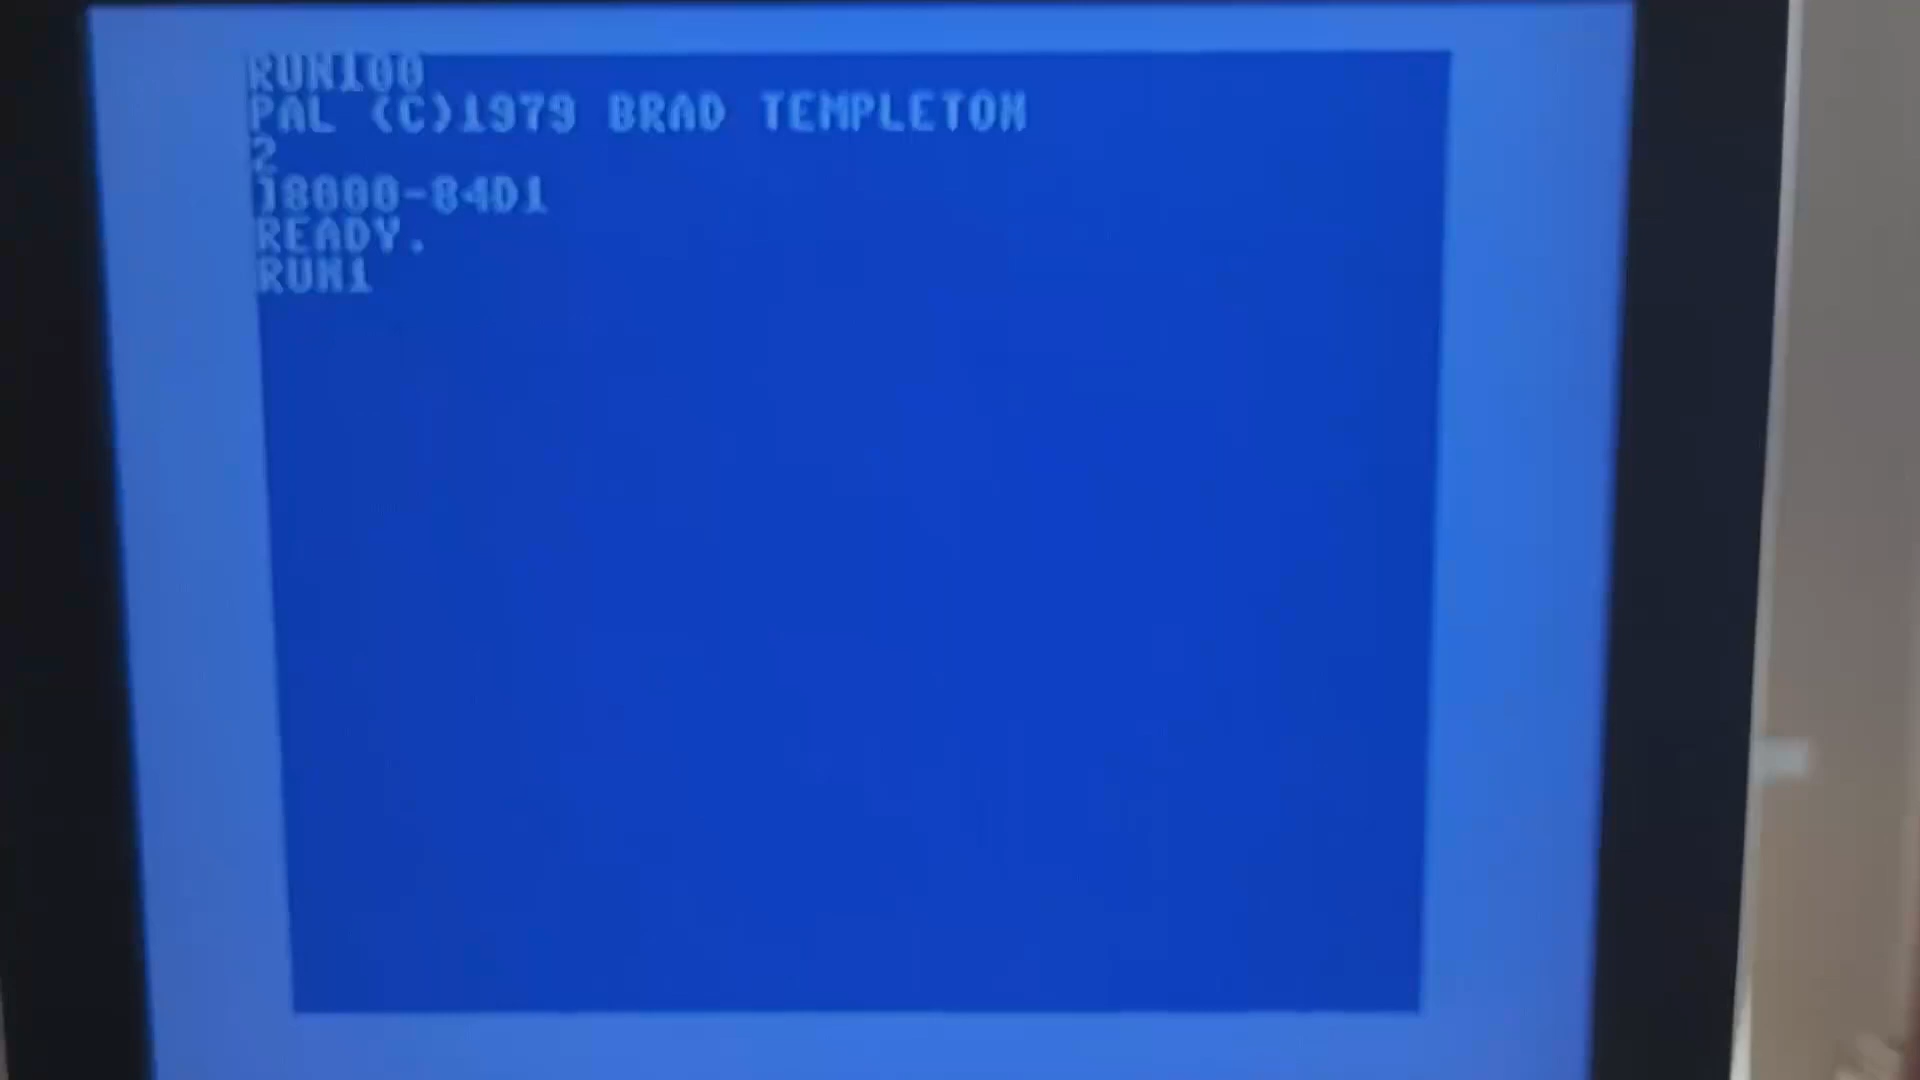 RUN100
PAL (C)1979 BRAD TEMPLETON
2
]8000-84D1
READY.
RUN1